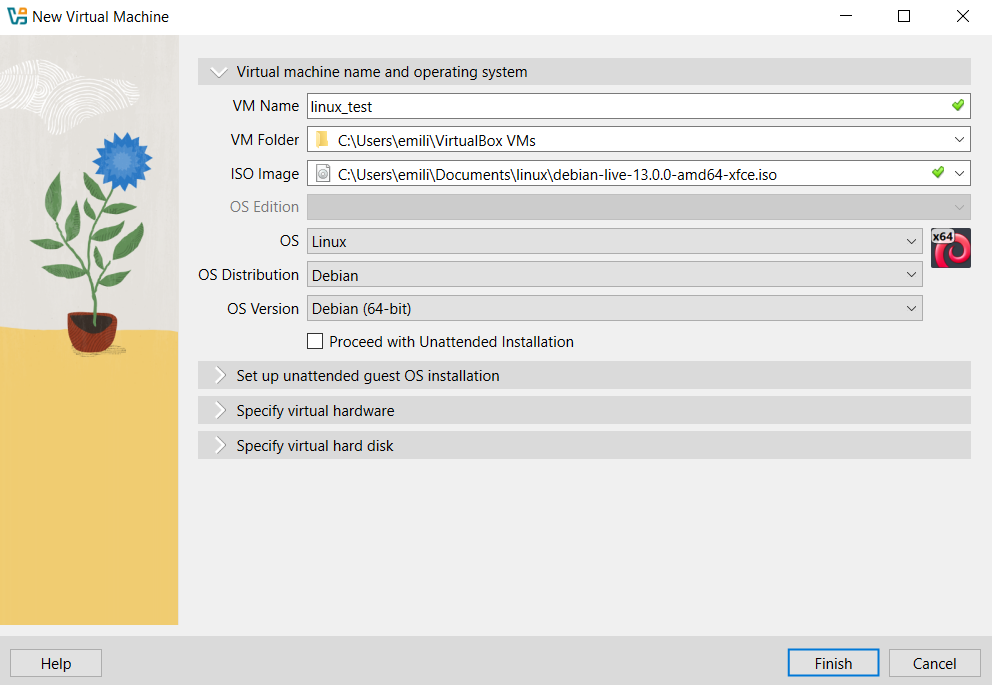 New Virtual Machine
Virtual machine name and operating system
VM Name linux_test
VM Folder C:\Users\emili\VirtualBox VMs
ISO Image C:\Users\emili\Documents\linux\debian-live-13.0.0-amd64-xfce.iso
OS Edition
OS Linux
x64
OS Distribution Debian
OS Version Debian (64-bit)
Proceed with Unattended Installation
Set up unattended guest OS installation
Specify virtual hardware
Specify virtual hard disk
Help Finish Cancel